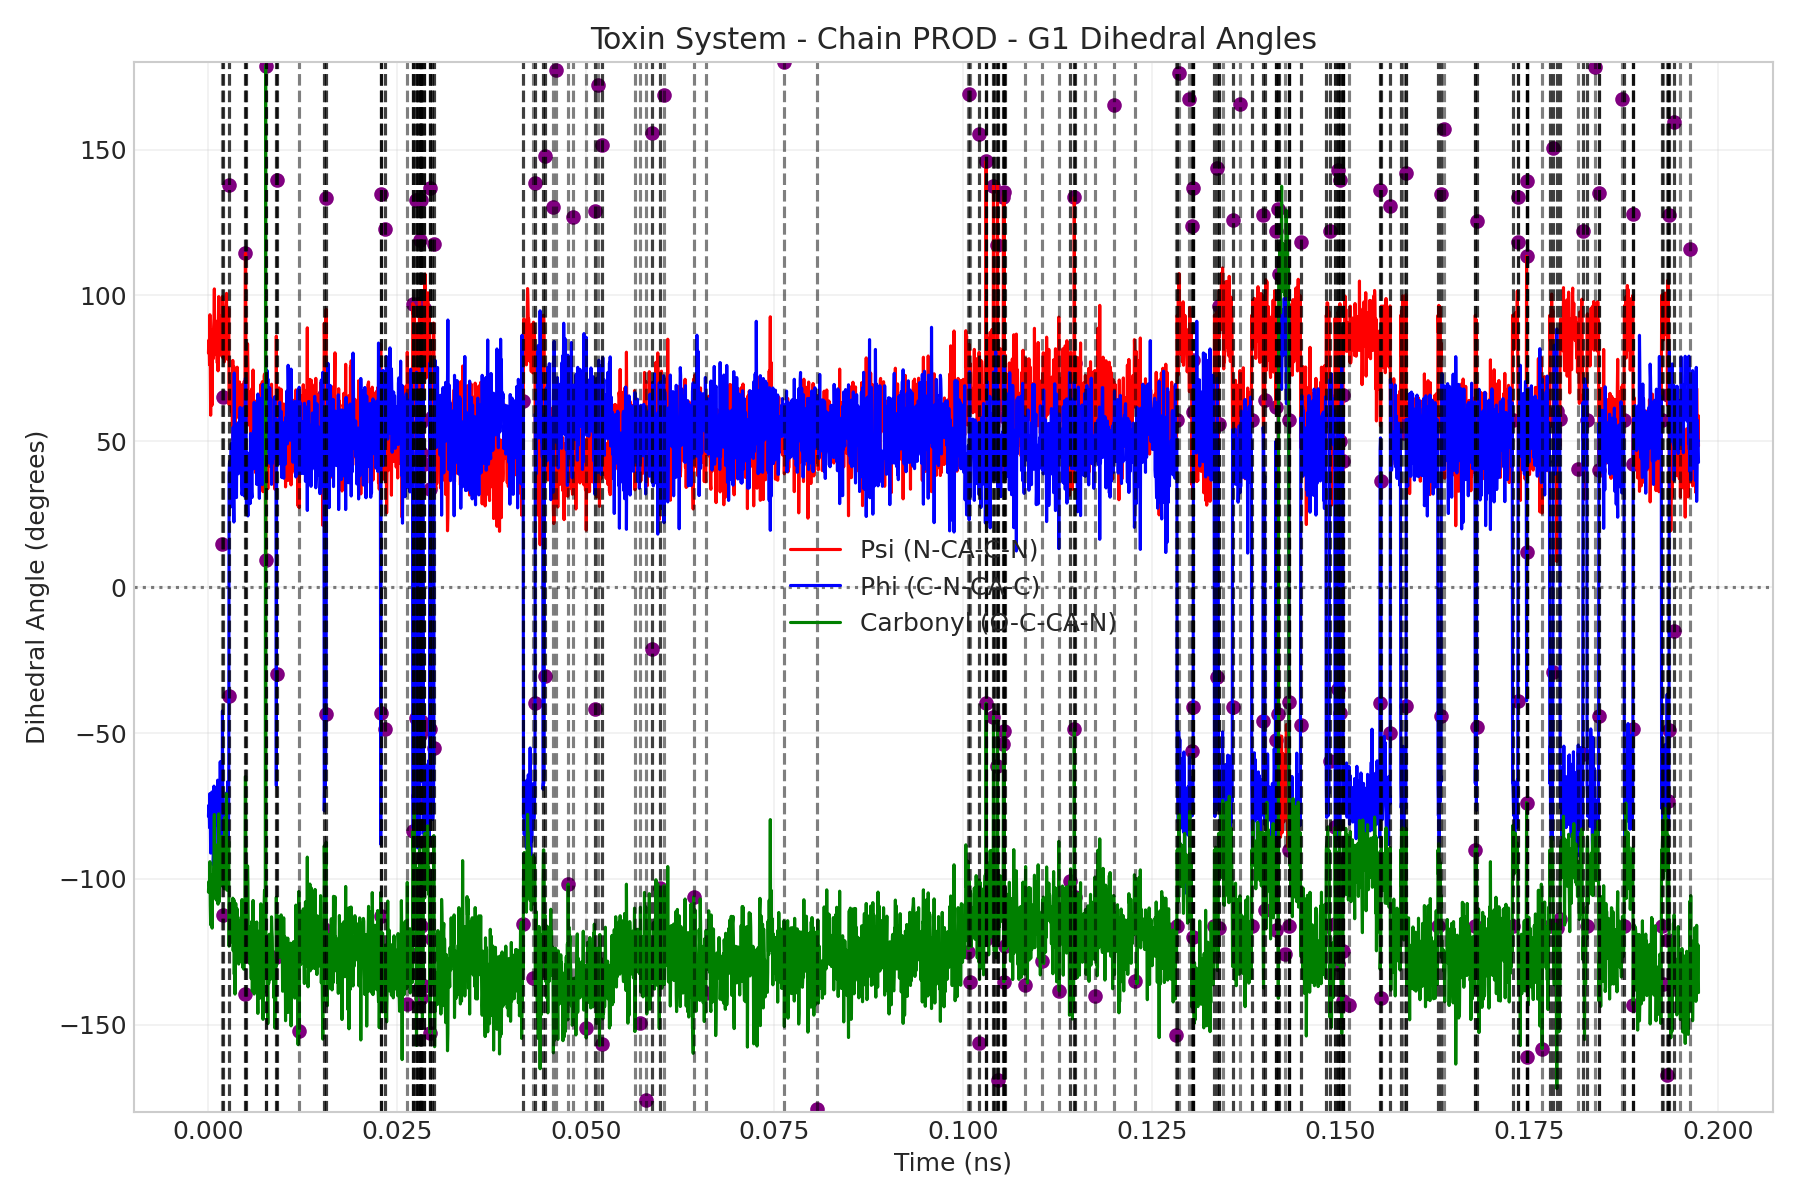 Toxin System - Chain PROD - G1 Dihedral Angles
Dihedral Angle (degrees)
150
100
50
0
−50
−100
−150
Psi (N-CA-C-N)
Phi (C-N-CA-C)
Carbonyl (O-C-CA-N)
0.000 0.025 0.050 0.075 0.100 0.125 0.150 0.175 0.200
Time (ns)